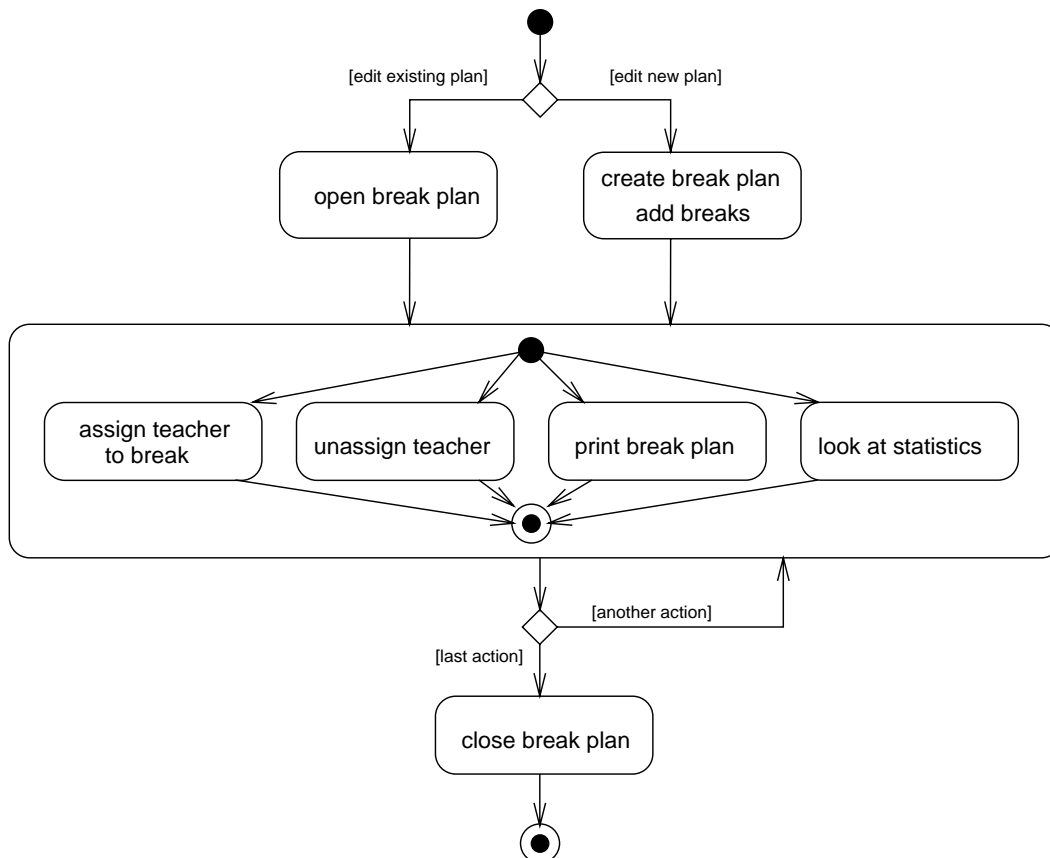 [edit existing plan]
[edit new plan]
open break plan
create break plan
add breaks
assign teacher
to break
unassign teacher
print break plan
look at statistics
[another action]
[last action]
close break plan